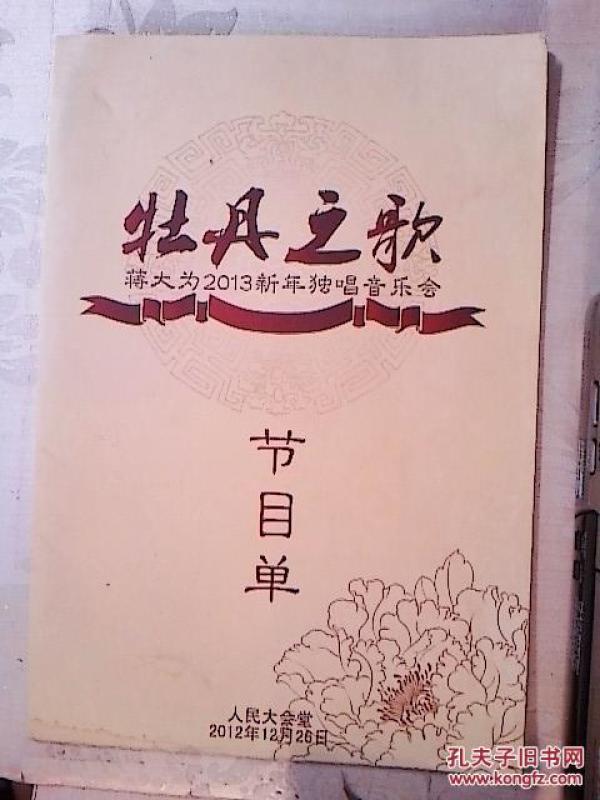 牡丹之歌
蒋大为2013新年独唱音乐会
节目单
人民大会堂
2012年12月26日
孔夫子旧书网
www.kongfz.com